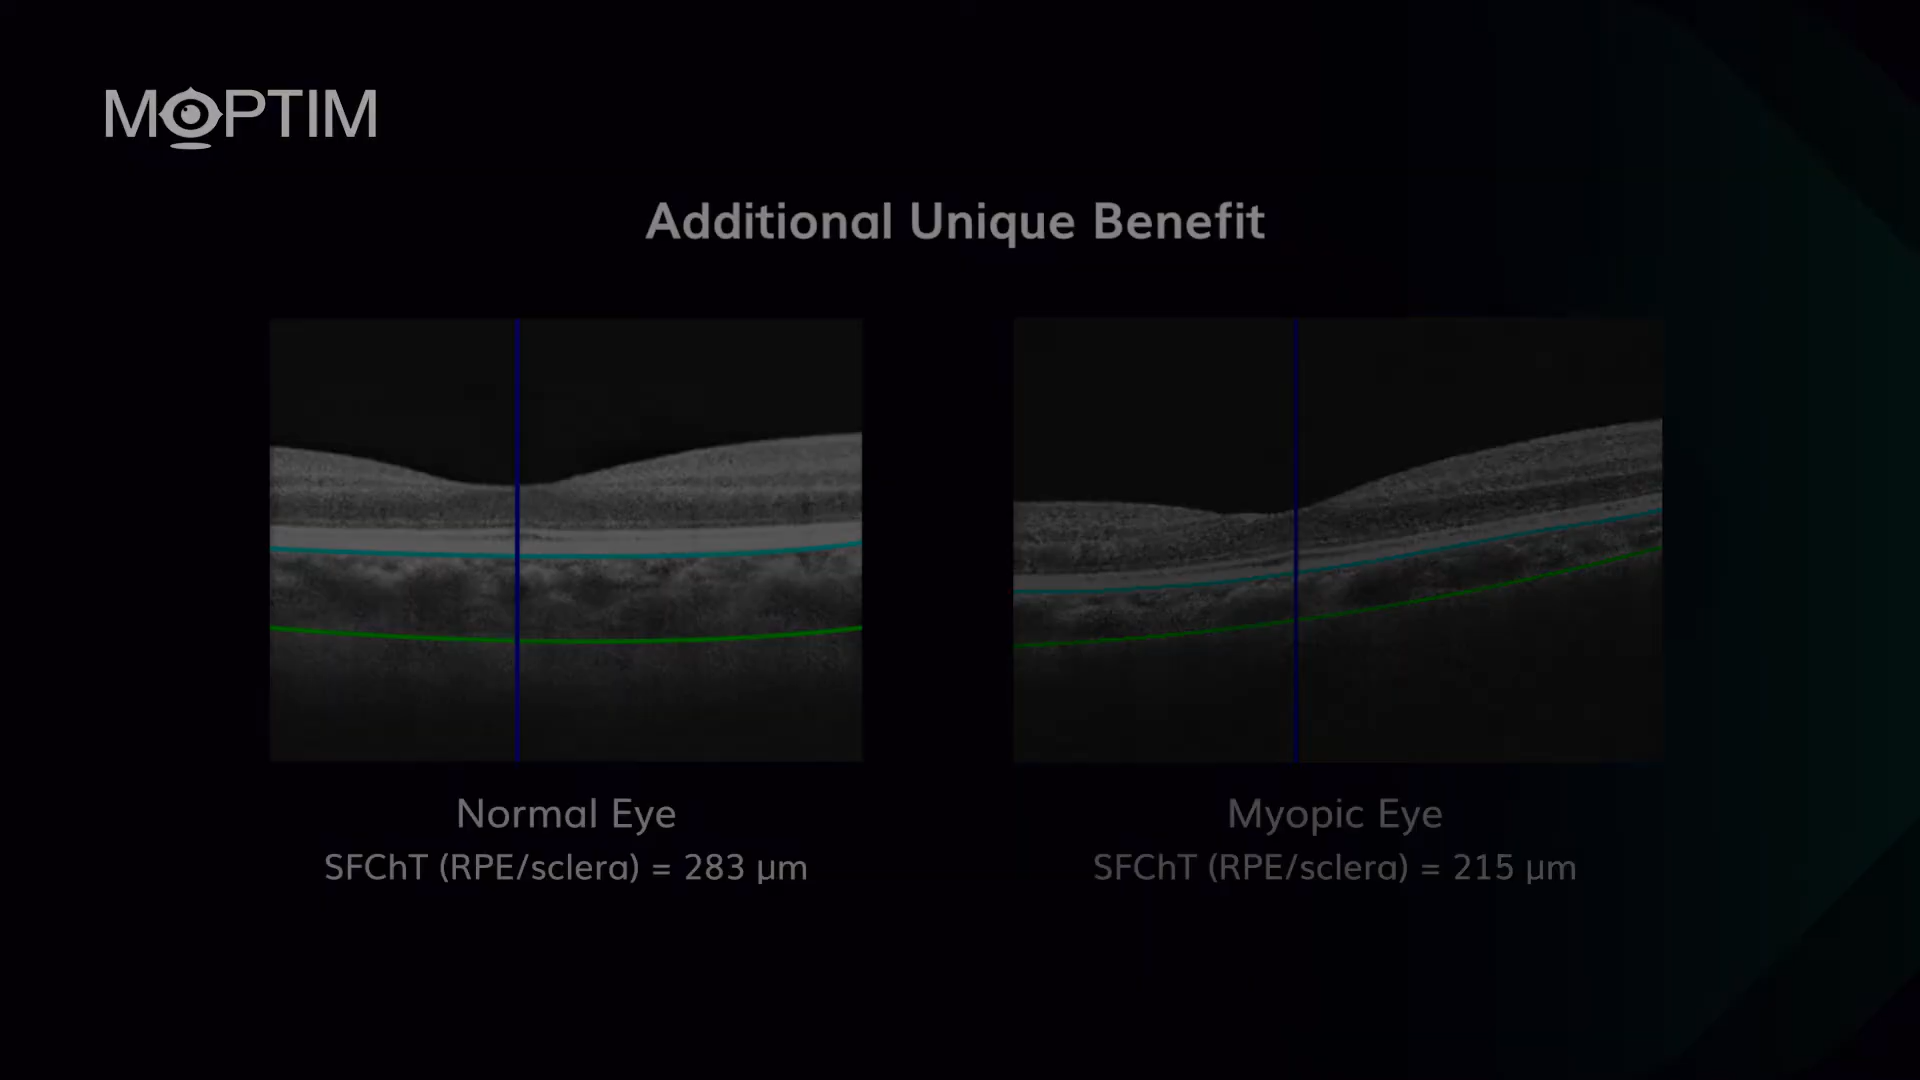 MOPTIM
Additional Unique Benefit
Normal Eye
SFChT (RPE/sclera) = 283 μm
Myopic Eye
SFChT (RPE/sclera) = 215 μm